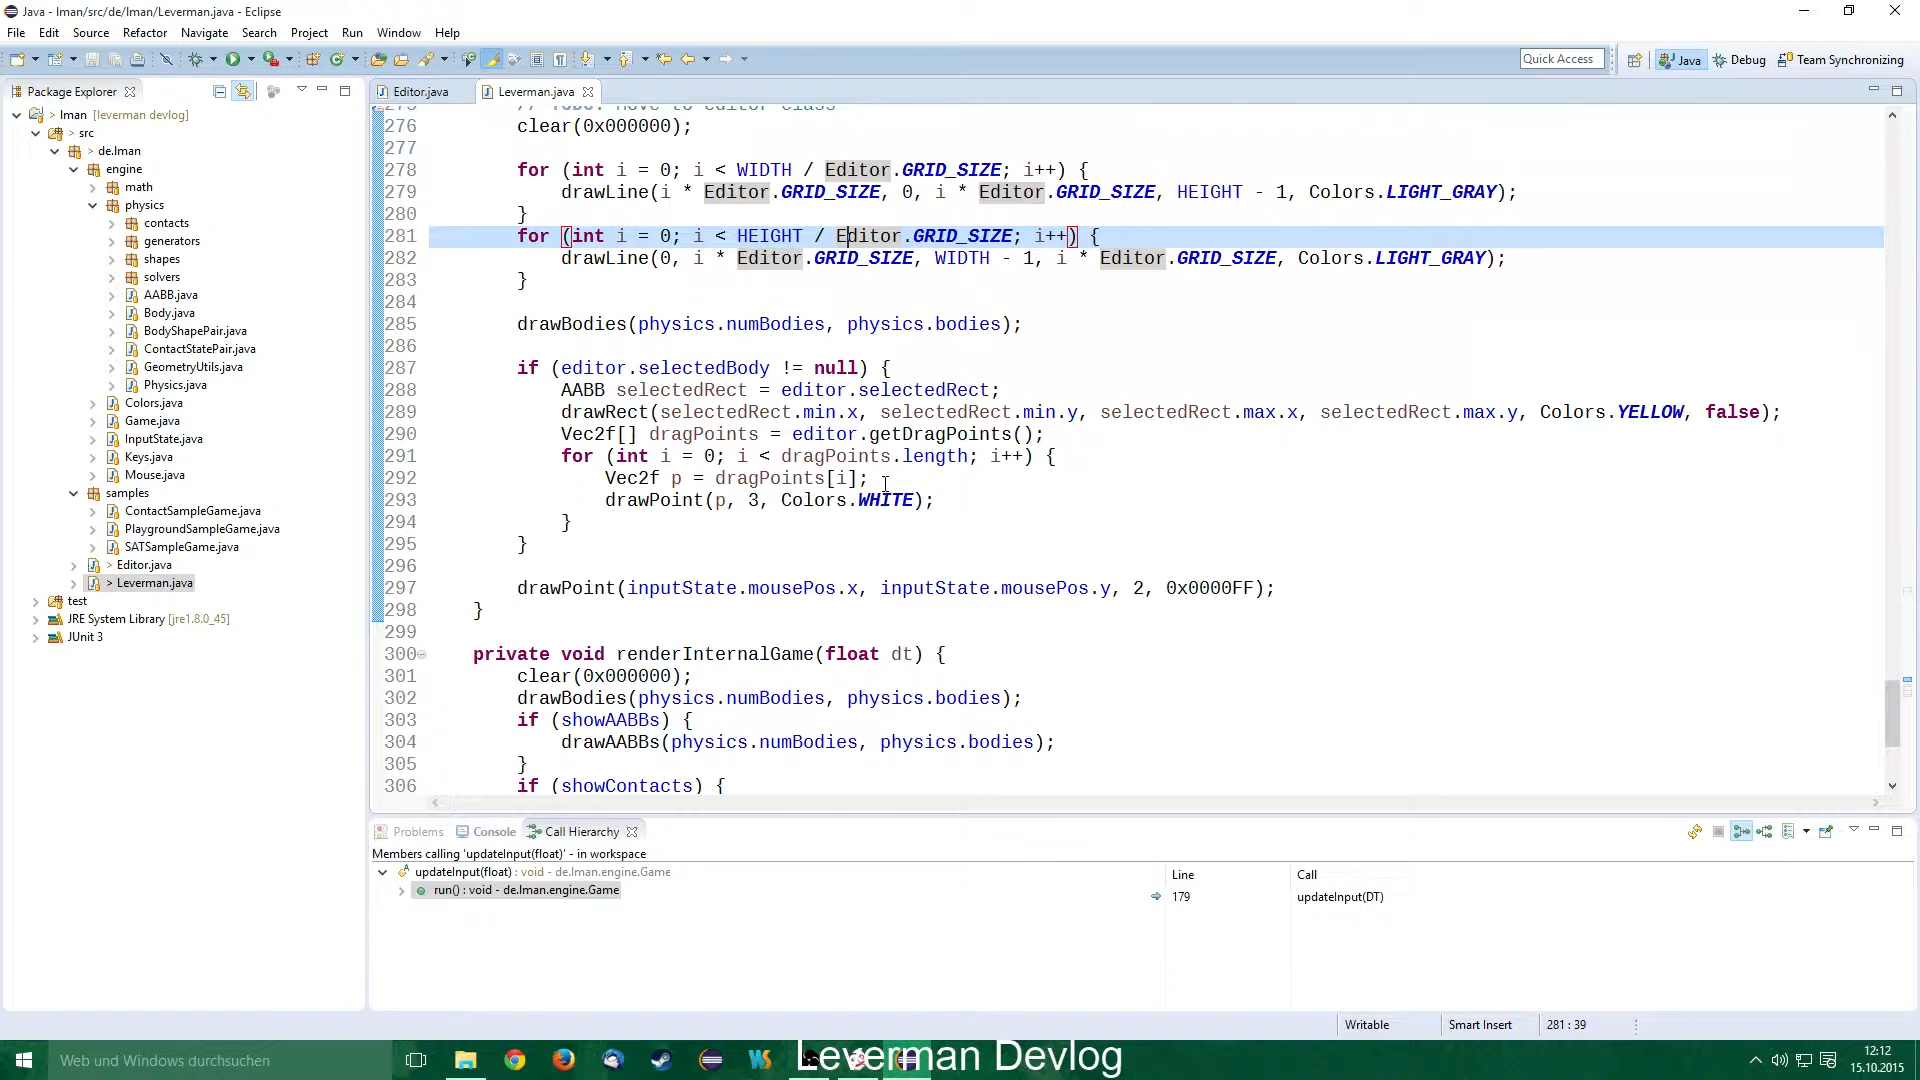 Java - lman/src/de/lman/Leverman.java - Eclipse
File Edit Source Refactor Navigate Search Project Run Window Help
Quick Access Java Debug Team Synchronizing
Package Explorer
> lman [leverman devlog]
> src
> de.lman
engine
math
physics
contacts
generators
shapes
solvers
AABB.java
Body.java
BodyShapePair.java
ContactStatePair.java
GeometryUtils.java
Physics.java
Colors.java
Game.java
InputState.java
Keys.java
Mouse.java
samples
ContactSampleGame.java
PlaygroundSampleGame.java
SATSampleGame.java
> Editor.java
> Leverman.java
test
JRE System Library [jre1.8.0_45]
JUnit 3
Editor.java Leverman.java
275 // TODO: Move to editor class
276 clear(0x000000);
277
278 for (int i = 0; i < WIDTH / Editor.GRID_SIZE; i++) {
279 drawLine(i * Editor.GRID_SIZE, 0, i * Editor.GRID_SIZE, HEIGHT - 1, Colors.LIGHT_GRAY);
280 }
281 for (int i = 0; i < HEIGHT / Editor.GRID_SIZE; i++) {
282 drawLine(0, i * Editor.GRID_SIZE, WIDTH - 1, i * Editor.GRID_SIZE, Colors.LIGHT_GRAY);
283 }
284
285 drawBodies(physics.numBodies, physics.bodies);
286
287 if (editor.selectedBody != null) {
288 AABB selectedRect = editor.selectedRect;
289 drawRect(selectedRect.min.x, selectedRect.min.y, selectedRect.max.x, selectedRect.max.y, Colors.YELLOW, false);
290 Vec2f[] dragPoints = editor.getDragPoints();
291 for (int i = 0; i < dragPoints.length; i++) {
292 Vec2f p = dragPoints[i];
293 drawPoint(p, 3, Colors.WHITE);
294 }
295 }
296
297 drawPoint(inputState.mousePos.x, inputState.mousePos.y, 2, 0x0000FF);
298 }
299
300 private void renderInternalGame(float dt) {
301 clear(0x000000);
302 drawBodies(physics.numBodies, physics.bodies);
303 if (showAABBs) {
304 drawAABBs(physics.numBodies, physics.bodies);
305 }
306 if (showContacts) {
Problems Console Call Hierarchy
Members calling 'updateInput(float)' - in workspace
updateInput(float) : void - de.lman.engine.Game
run() : void - de.lman.engine.Game
Line Call
179 updateInput(DT)
Writable Smart Insert 281 : 39
Web und Windows durchsuchen
Leverman Devlog
12:12
15.10.2015